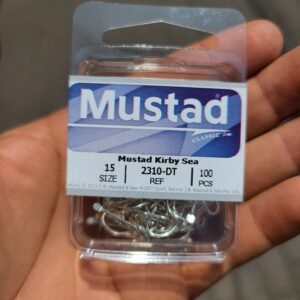 Mustad
CLASSIC
Mustad Kirby Sea
15 2310-DT 100
SIZE REF PCS